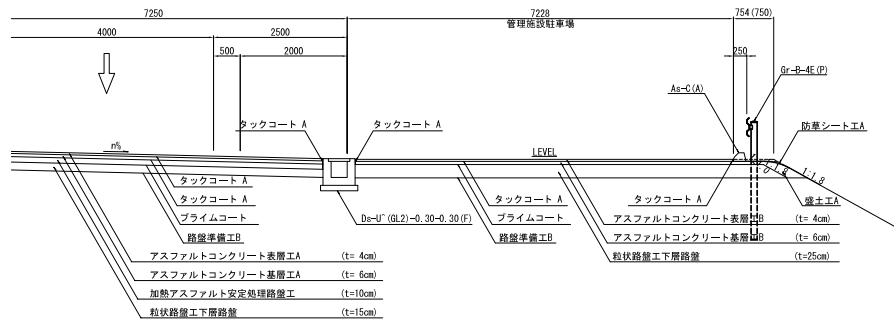 7250
7228
754(750)
管理施設駐車場
4000
2500
500
2000
250
Gr-B-4E(P)
As-C(A)
タックコート A
タックコート A
防草シート工A
n%
LEVEL
1:1.8
タックコート A
タックコート A
タックコート A
タックコート A
盛土工A
プライムコート
Ds-U^(GL2)-0.30-0.30(F)
プライムコート
アスファルトコンクリート表層工B (t= 4cm)
路盤準備工B
路盤準備工B
アスファルトコンクリート基層工B (t= 6cm)
アスファルトコンクリート表層工A (t= 4cm)
粒状路盤工下層路盤 (t=25cm)
アスファルトコンクリート基層工A (t= 6cm)
加熱アスファルト安定処理路盤工 (t=10cm)
粒状路盤工下層路盤 (t=15cm)